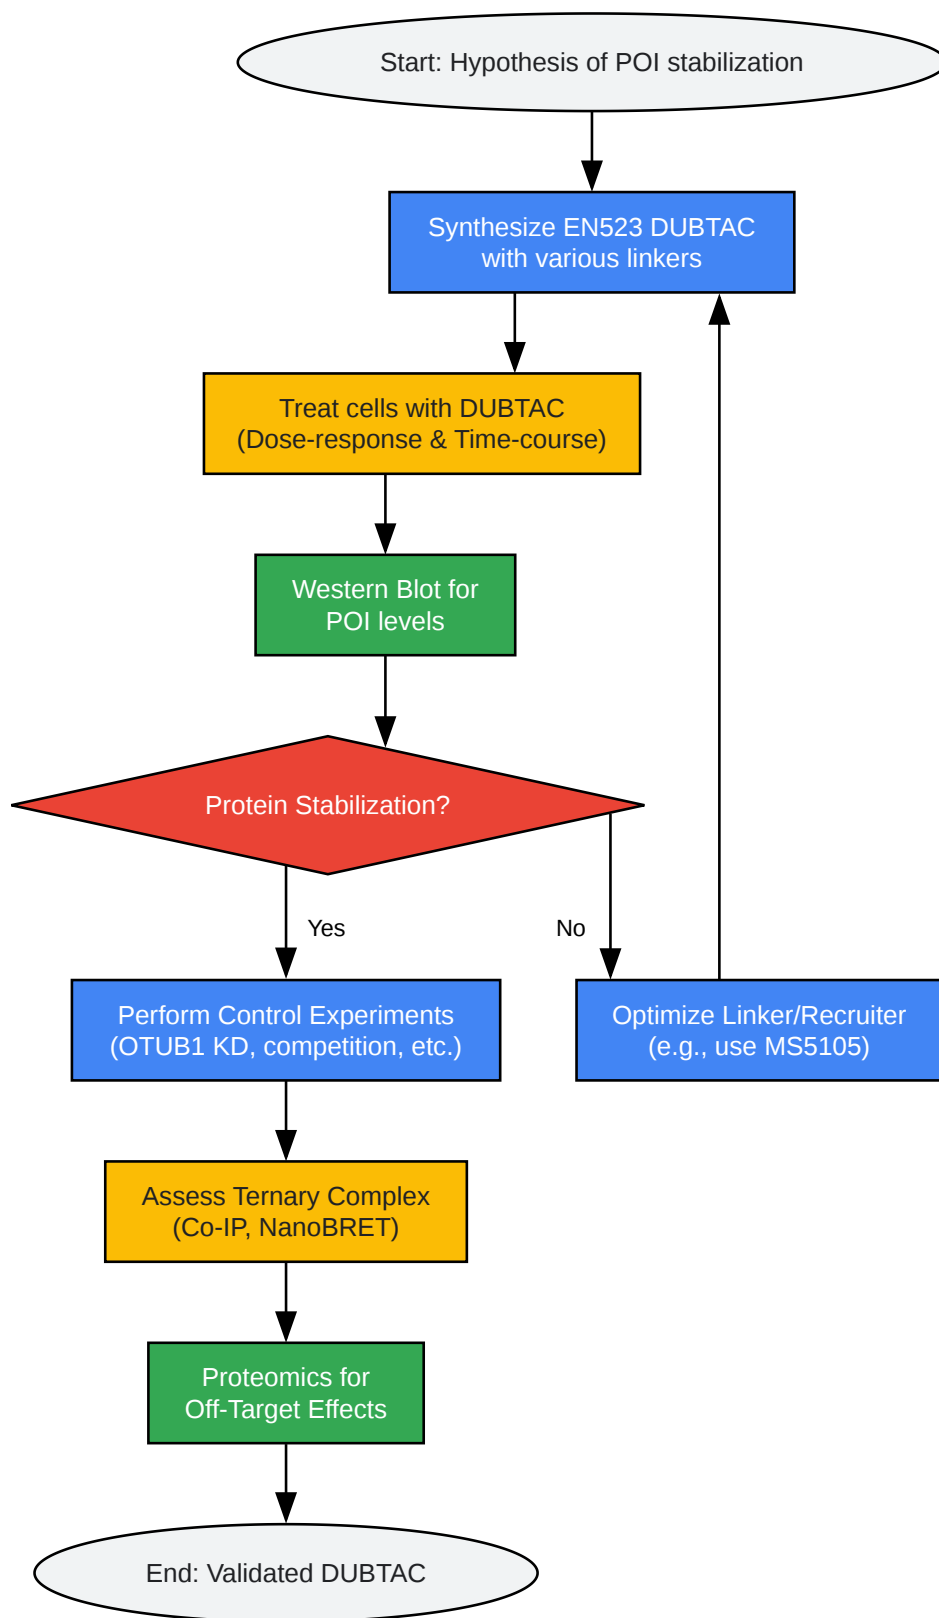 Start: Hypothesis of POI stabilization
Synthesize EN523 DUBTAC
with various linkers
Treat cells with DUBTAC
(Dose-response & Time-course)
Western Blot for
POI levels
Protein Stabilization?
Yes
No
Perform Control Experiments
(OTUB1 KD, competition, etc.)
Optimize Linker/Recruiter
(e.g., use MS5105)
Assess Ternary Complex
(Co-IP, NanoBRET)
Proteomics for
Off-Target Effects
End: Validated DUBTAC